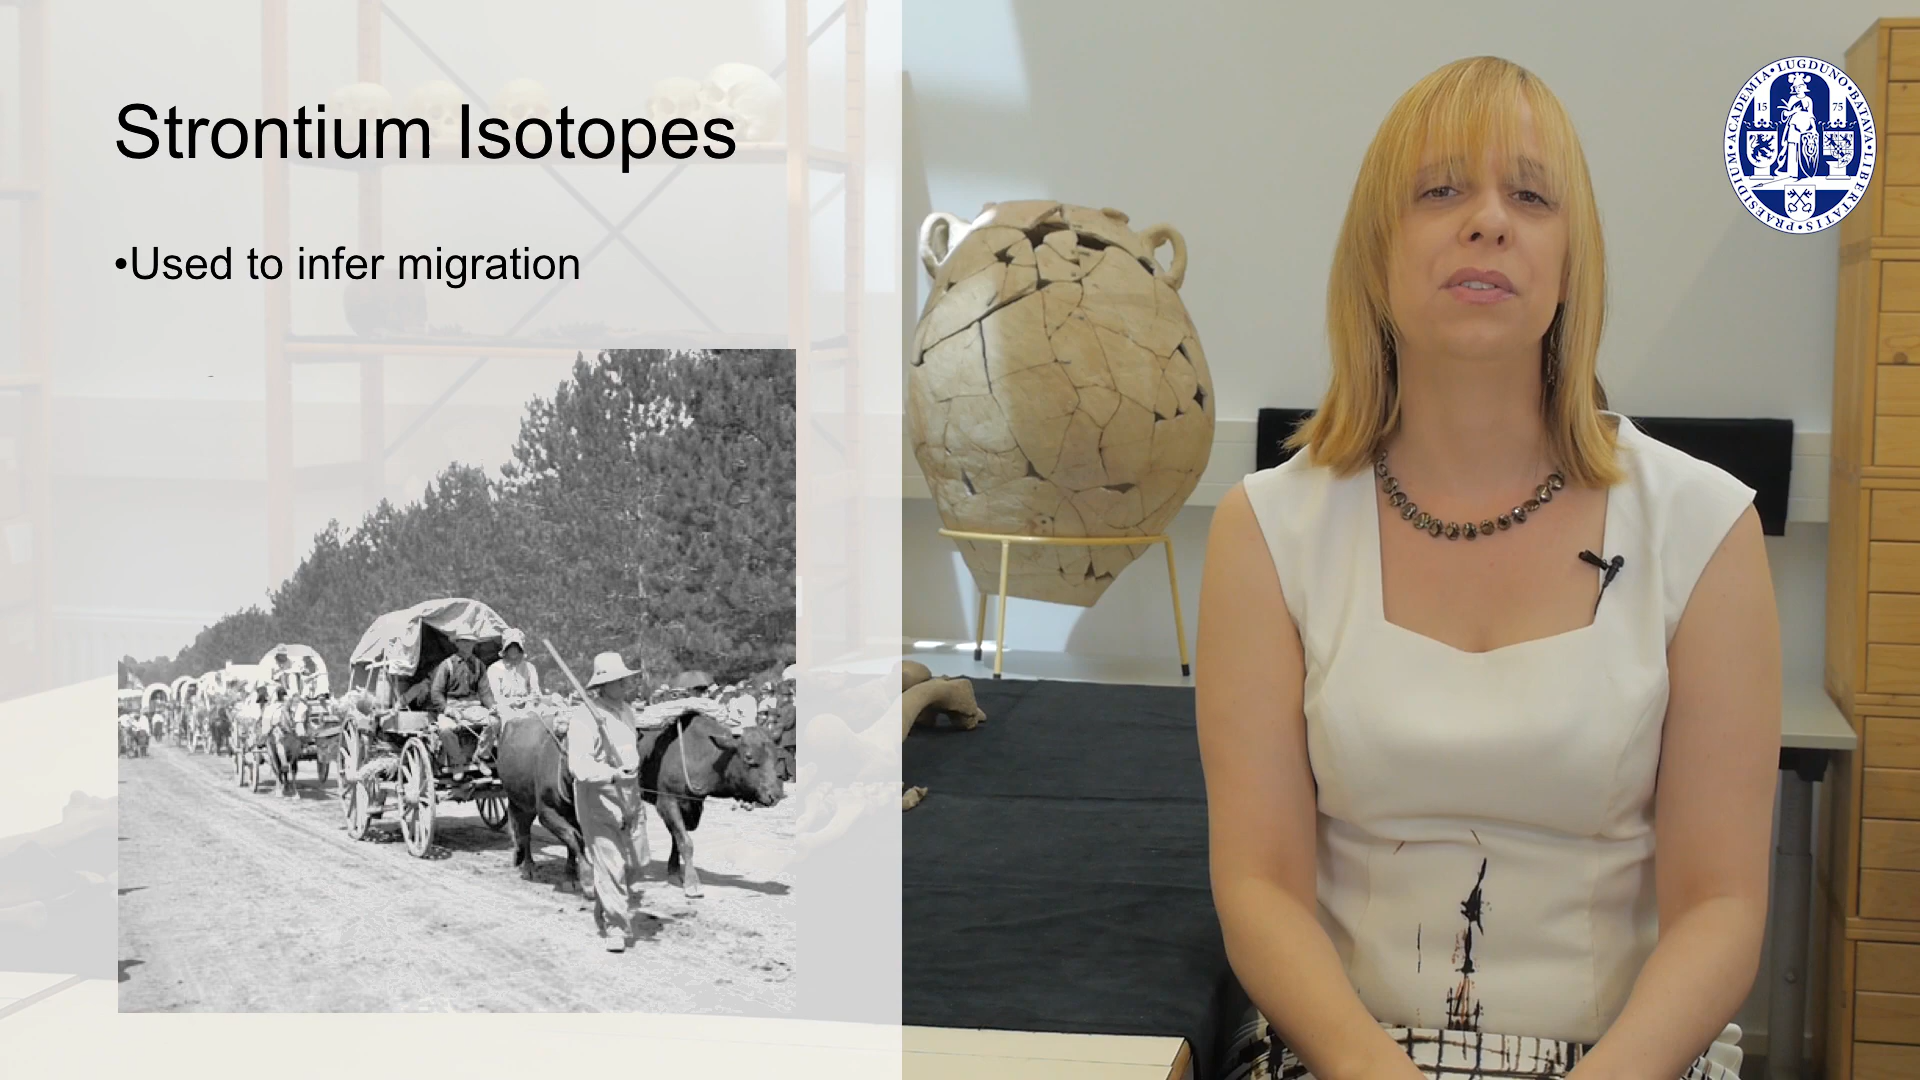 Strontium Isotopes
•Used to infer migration
ACADEMIA•LUGDUNO•BATAVA•LIBERTATIS•PRAESIDIUM•
15 75